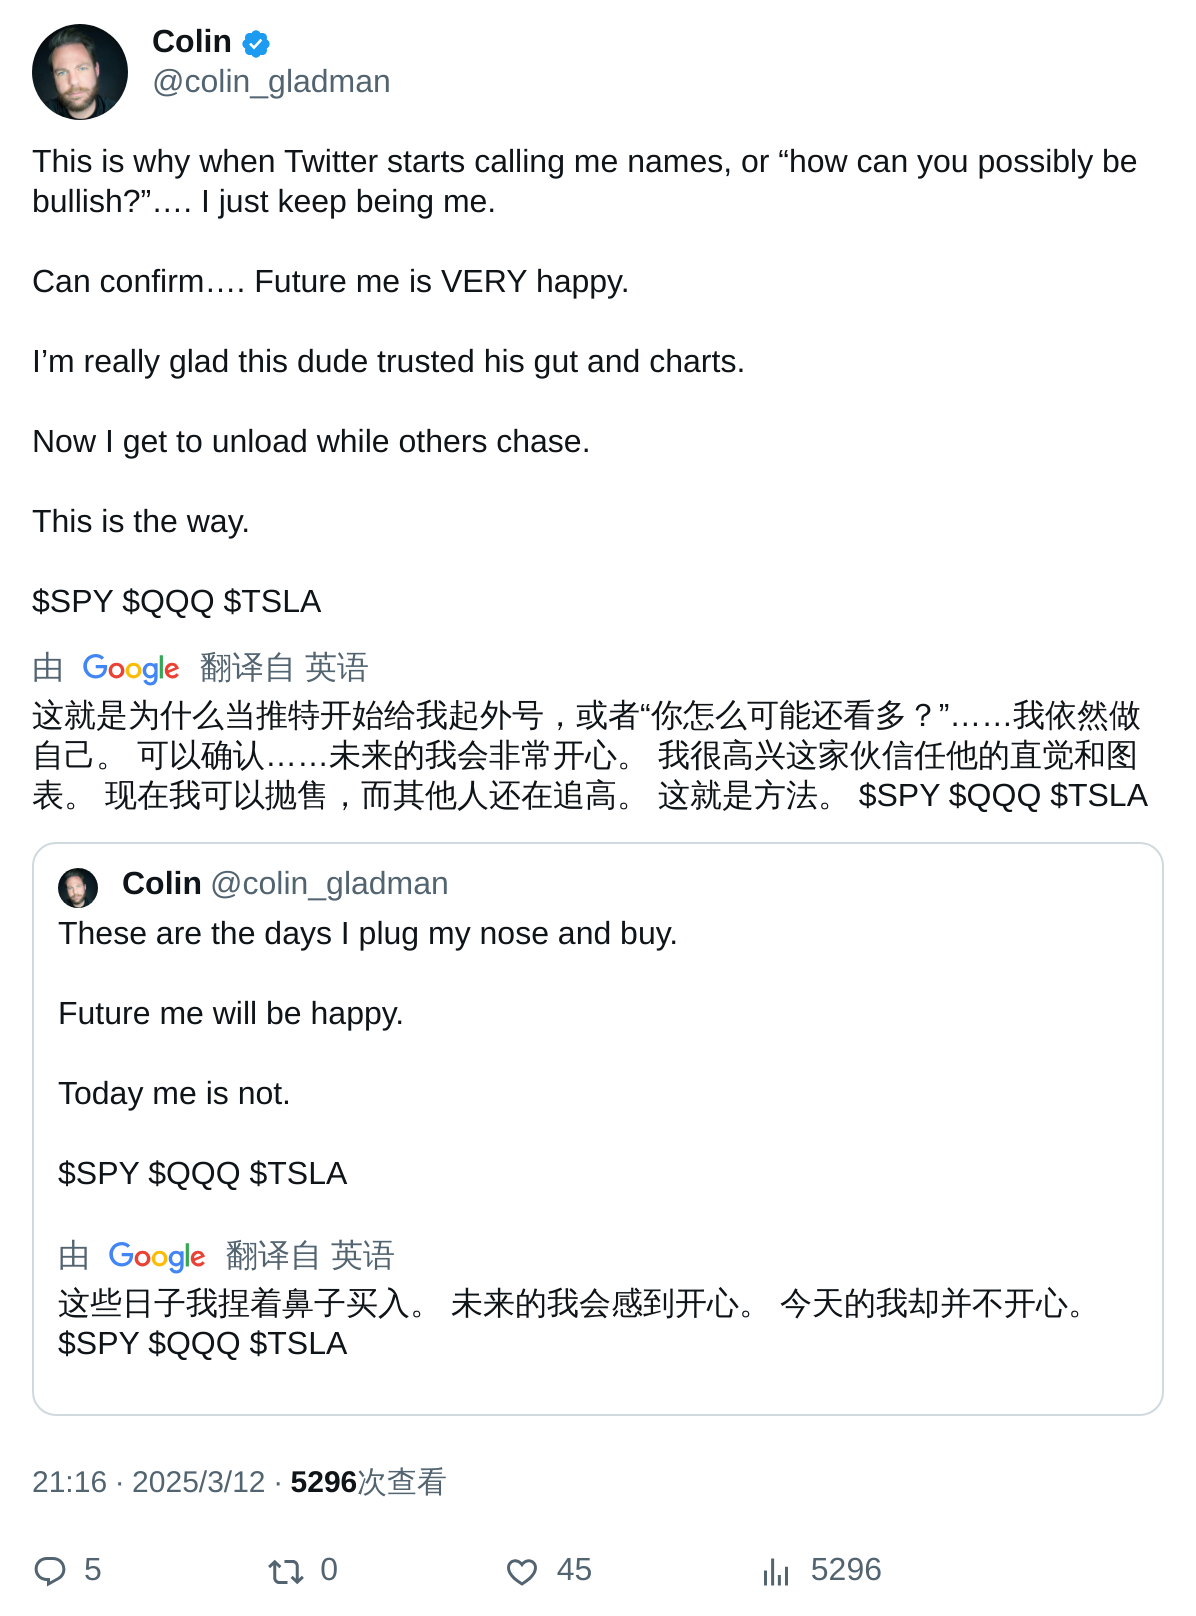 Colin
@colin_gladman
This is why when Twitter starts calling me names, or “how can you possibly be
bullish?”…. I just keep being me.
Can confirm…. Future me is VERY happy.
I’m really glad this dude trusted his gut and charts.
Now I get to unload while others chase.
This is the way.
$SPY $QQQ $TSLA
由 Google 翻译自 英语
这就是为什么当推特开始给我起外号，或者“你怎么可能还看多？”……我依然做
自己。 可以确认……未来的我会非常开心。 我很高兴这家伙信任他的直觉和图
表。 现在我可以抛售，而其他人还在追高。 这就是方法。 $SPY $QQQ $TSLA
Colin @colin_gladman
These are the days I plug my nose and buy.
Future me will be happy.
Today me is not.
$SPY $QQQ $TSLA
由 Google 翻译自 英语
这些日子我捏着鼻子买入。 未来的我会感到开心。 今天的我却并不开心。
$SPY $QQQ $TSLA
21:16 · 2025/3/12 · 5296次查看
5 0 45 5296